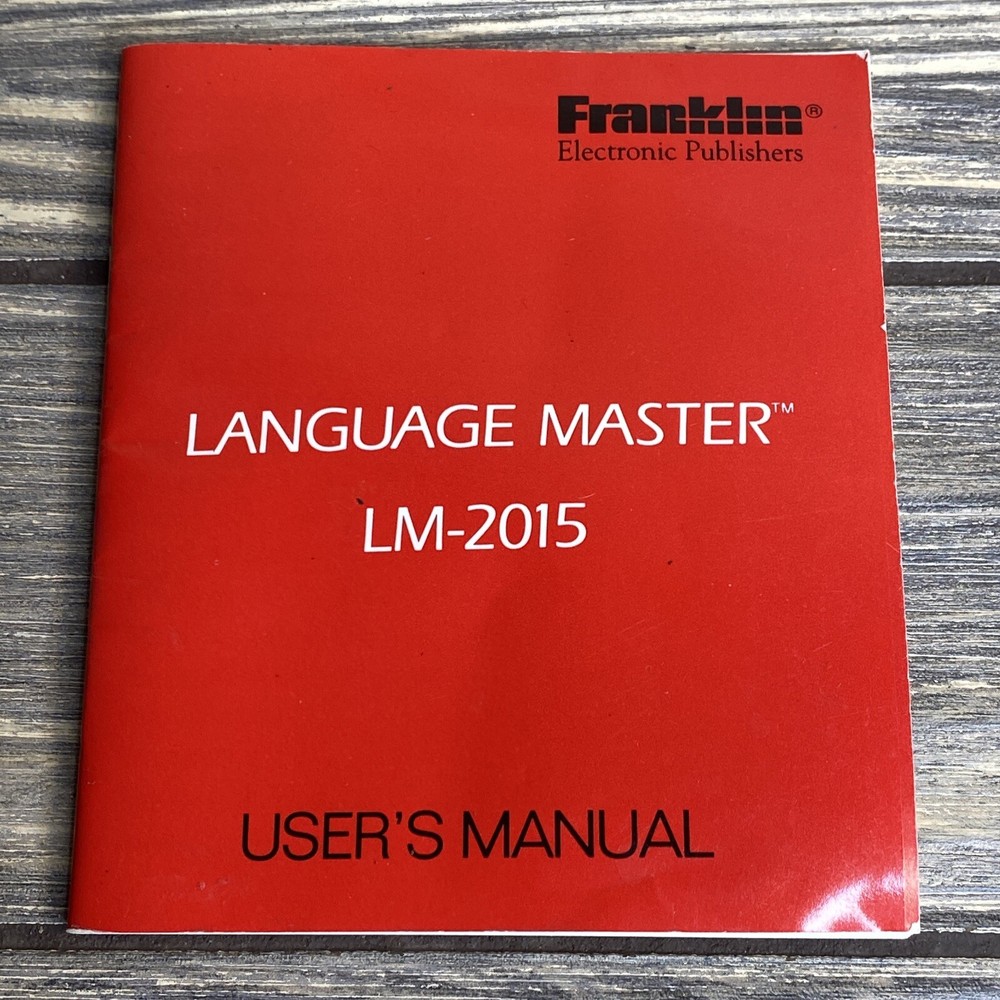 Franklin®
Electronic Publishers
LANGUAGE MASTER™
LM-2015
USER'S MANUAL